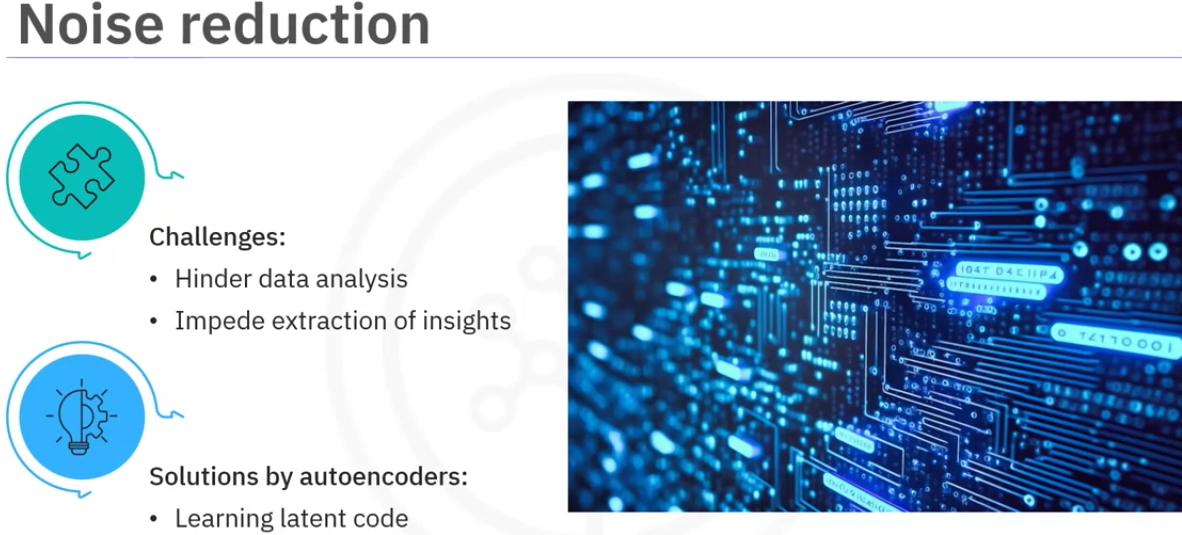 Noise reduction
Challenges:
• Hinder data analysis
• Impede extraction of insights
Solutions by autoencoders:
• Learning latent code